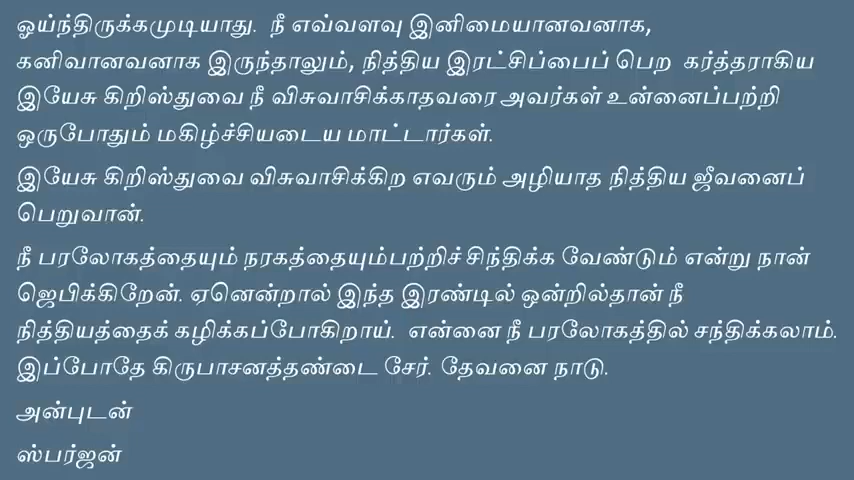 ஓய்ந்திருக்கமுடியாது. நீ எவ்வளவு இனிமையானவனாக,
கனிவானவனாக இருந்தாலும், நித்திய இரட்சிப்பைப் பெற கர்த்தராகிய
இயேசு கிறிஸ்துவை நீ விசுவாசிக்காதவரை அவர்கள் உன்னைப்பற்றி
ஒருபோதும் மகிழ்ச்சியடைய மாட்டார்கள்.
இயேசு கிறிஸ்துவை விசுவாசிக்கிற எவரும் அழியாத நித்திய ஜீவனைப்
பெறுவான்.
நீ பரலோகத்தையும் நரகத்தையும்பற்றிச் சிந்திக்க வேண்டும் என்று நான்
ஜெபிக்கிறேன். ஏனென்றால் இந்த இரண்டில் ஒன்றில்தான் நீ
நித்தியத்தைக் கழிக்கப்போகிறாய். என்னை நீ பரலோகத்தில் சந்திக்கலாம்.
இப்போதே கிருபாசனத்தண்டை சேர். தேவனை நாடு.
அன்புடன்
ஸ்பர்ஜன்